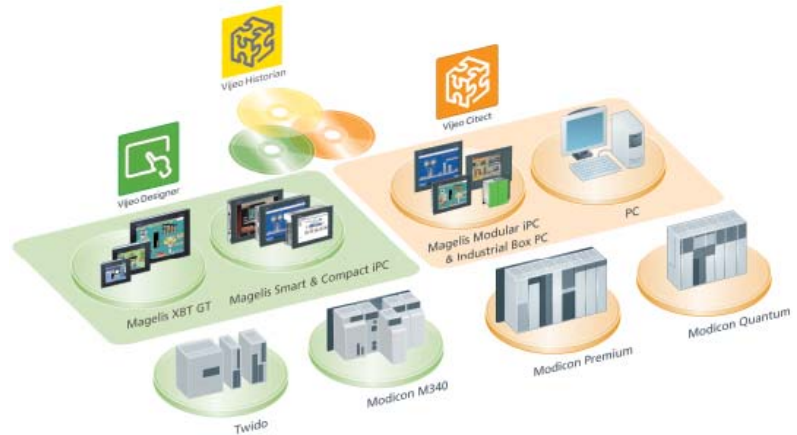 Vijeo Historian
Vijeo Citect
Vijeo Designer
PC
Magelis Modular iPC
& Industrial Box PC
Magelis Smart & Compact iPC
Magelis XBT GT
Modicon Quantum
Modicon Premium
Modicon M340
Twido